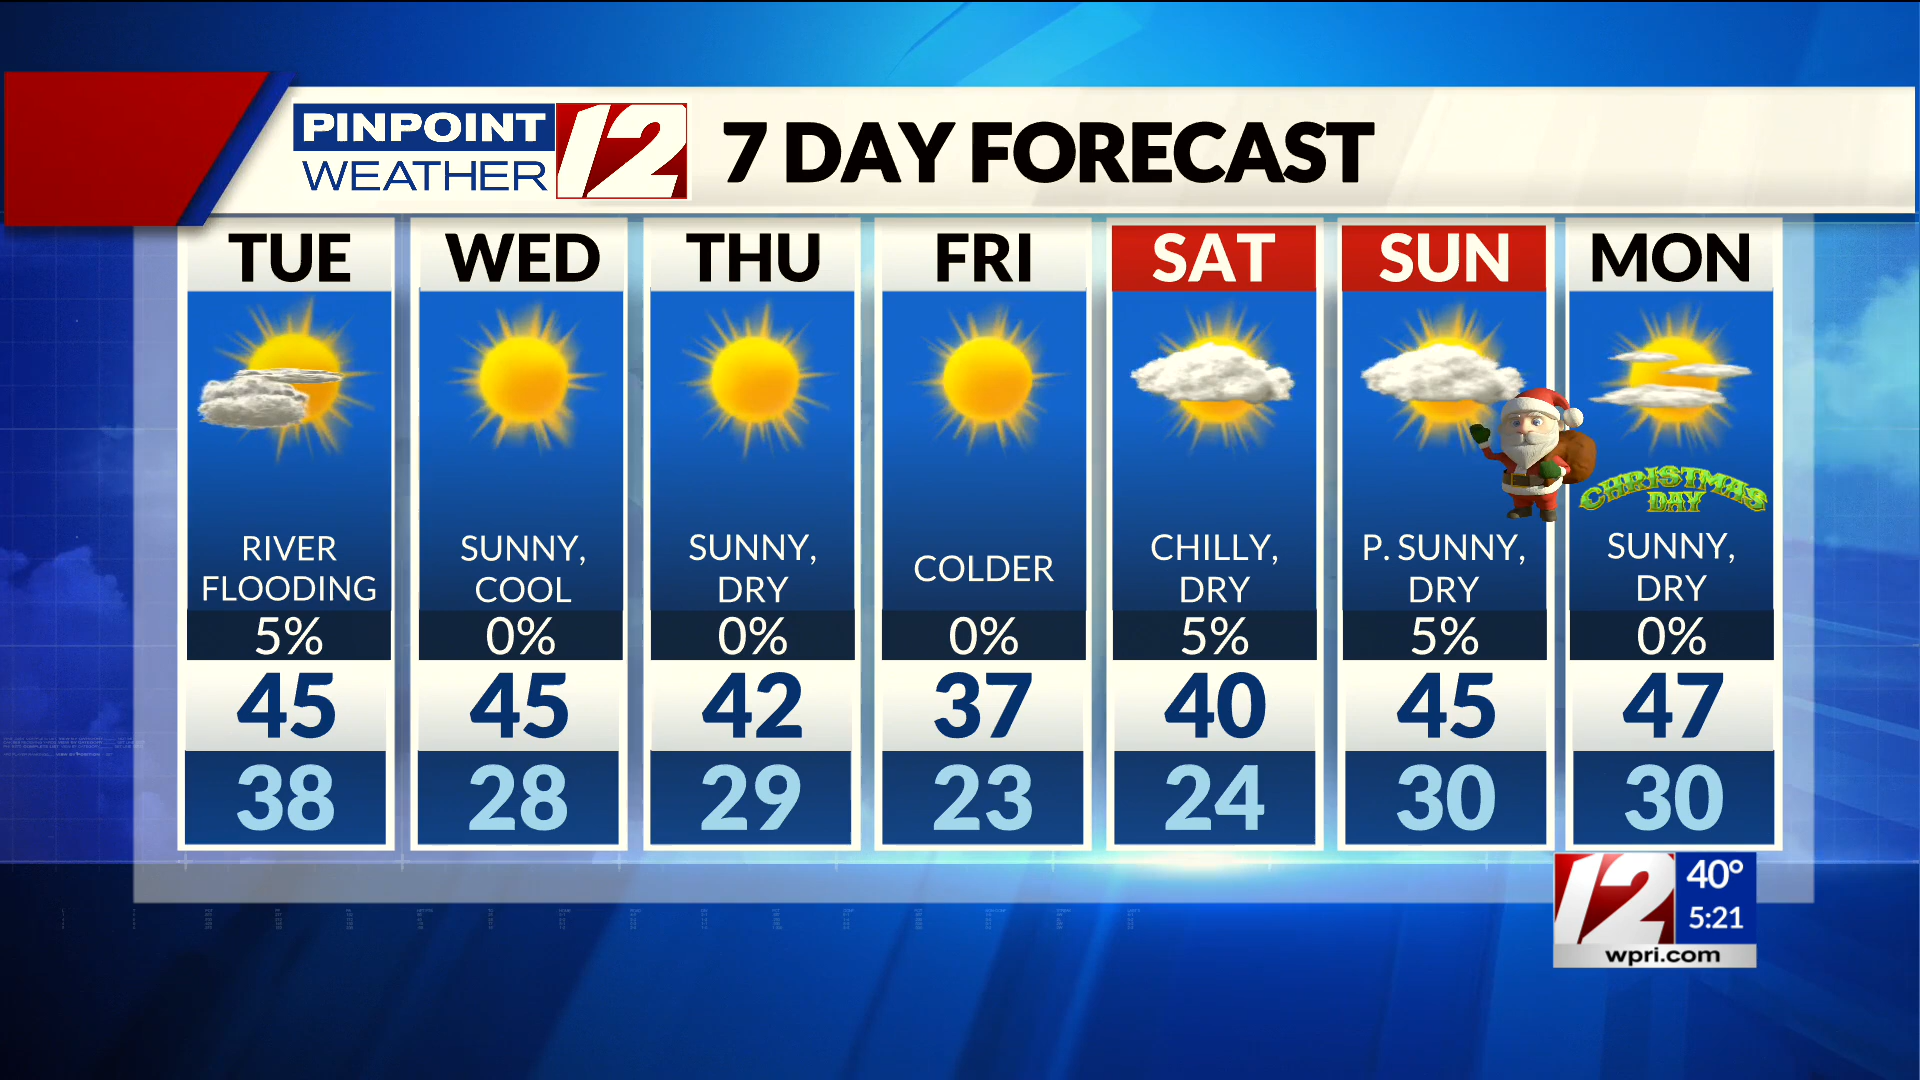 PINPOINT
WEATHER
12
7 DAY FORECAST
TUE WED THU FRI SAT SUN MON
CHRISTMAS
DAY
RIVER
FLOODING
SUNNY,
COOL
SUNNY,
DRY
COLDER
CHILLY,
DRY
P. SUNNY,
DRY
SUNNY,
DRY
5% 0% 0% 0% 5% 5% 0%
45 45 42 37 40 45 47
38 28 29 23 24 30 30
12
40°
5:21
wpri.com